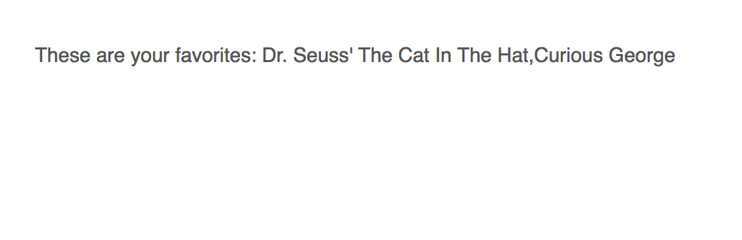 These are your favorites: Dr. Seuss' The Cat In The Hat,Curious George